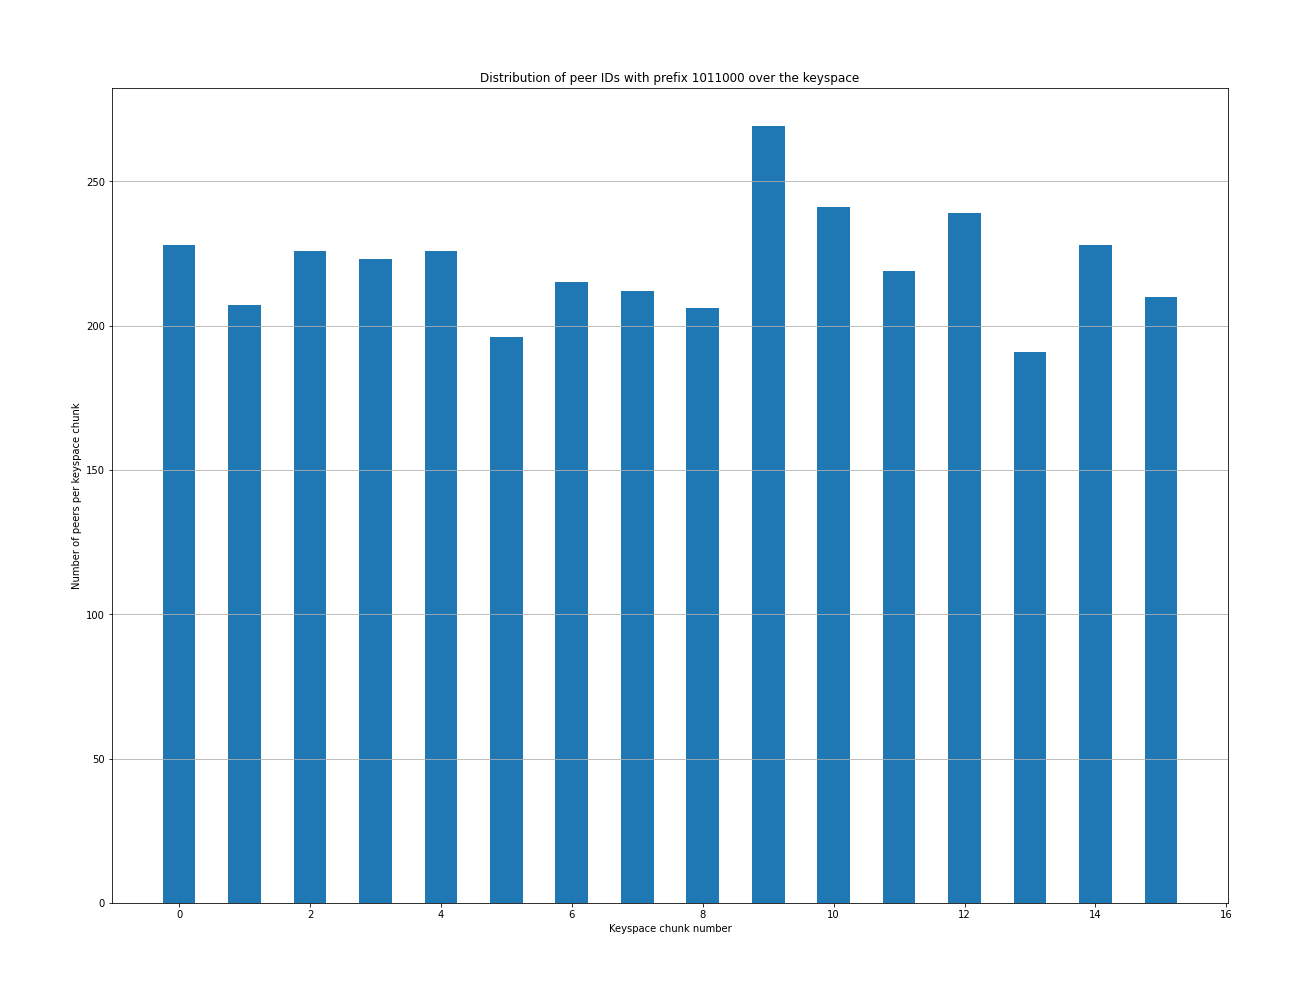 Distribution of peer IDs with prefix 1011000 over the keyspace
Number of peers per keyspace chunk
250
200
150
100
50
0
0 2 4 6 8 10 12 14 16
Keyspace chunk number